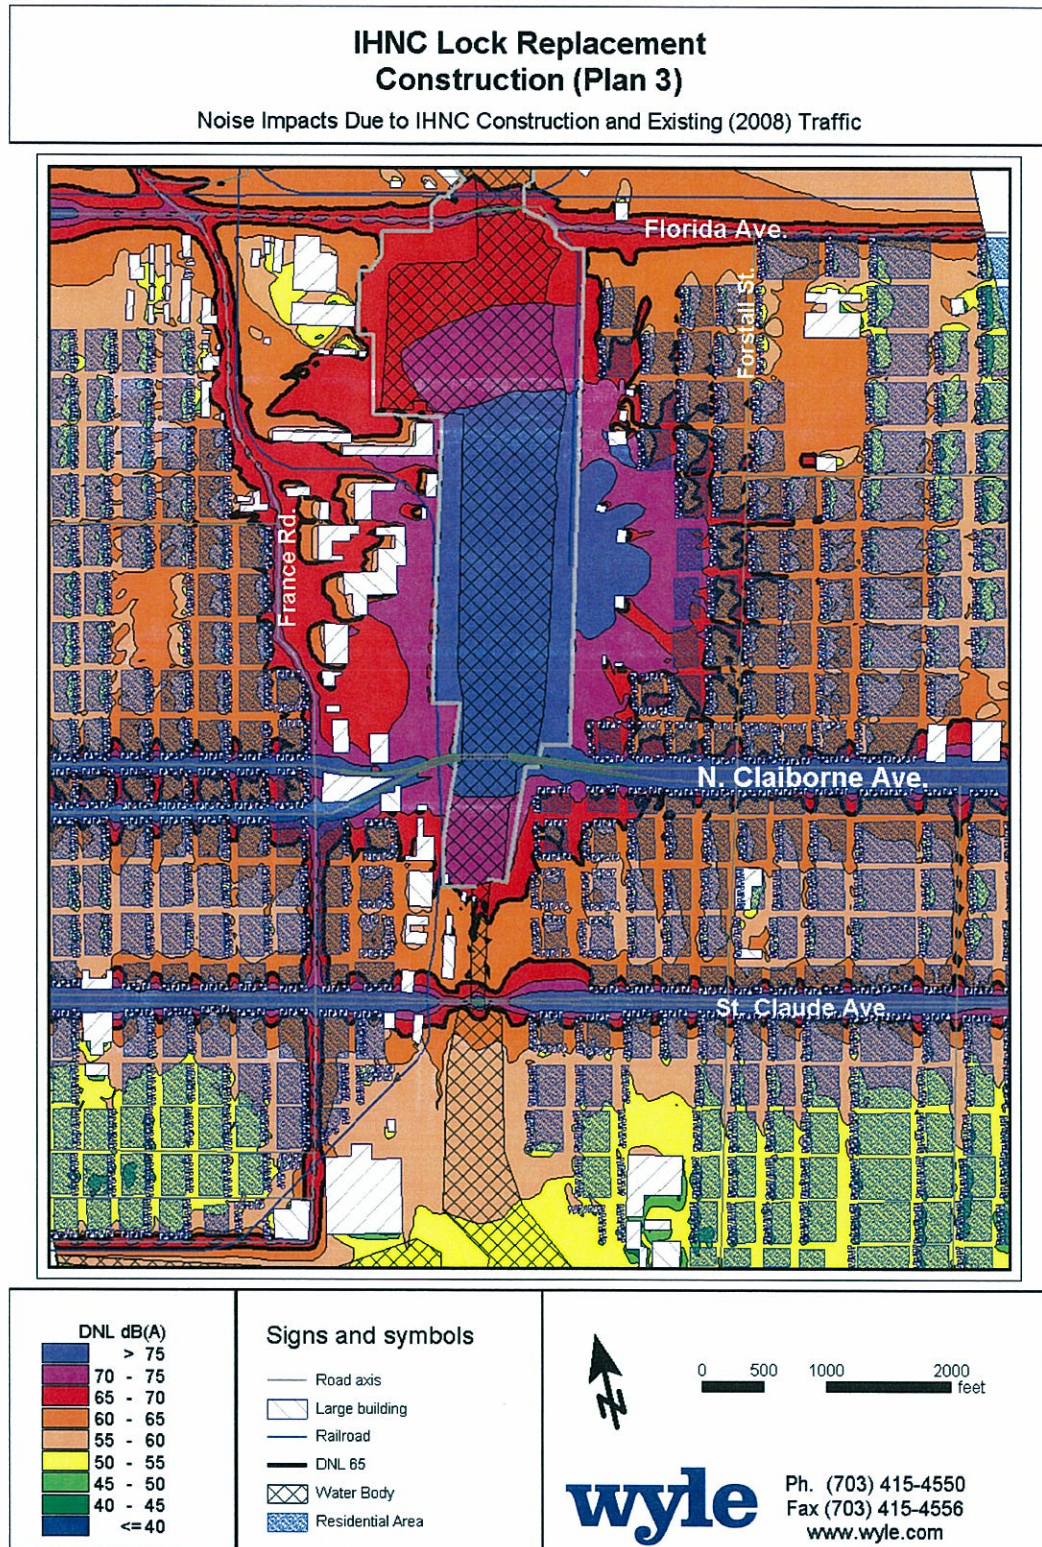 IHNC Lock Replacement
Construction (Plan 3)
Noise Impacts Due to IHNC Construction and Existing (2008) Traffic
Florida Ave.
Forstall St.
France Rd.
N. Claiborne Ave.
St. Claude Ave
DNL dB(A)
> 75
70 - 75
65 - 70
60 - 65
55 - 60
50 - 55
45 - 50
40 - 45
<=40
Signs and symbols
Road axis
Large building
Railroad
DNL 65
Water Body
Residential Area
N
0 500 1000 2000
feet
wyle
Ph. (703) 415-4550
Fax (703) 415-4556
www.wyle.com